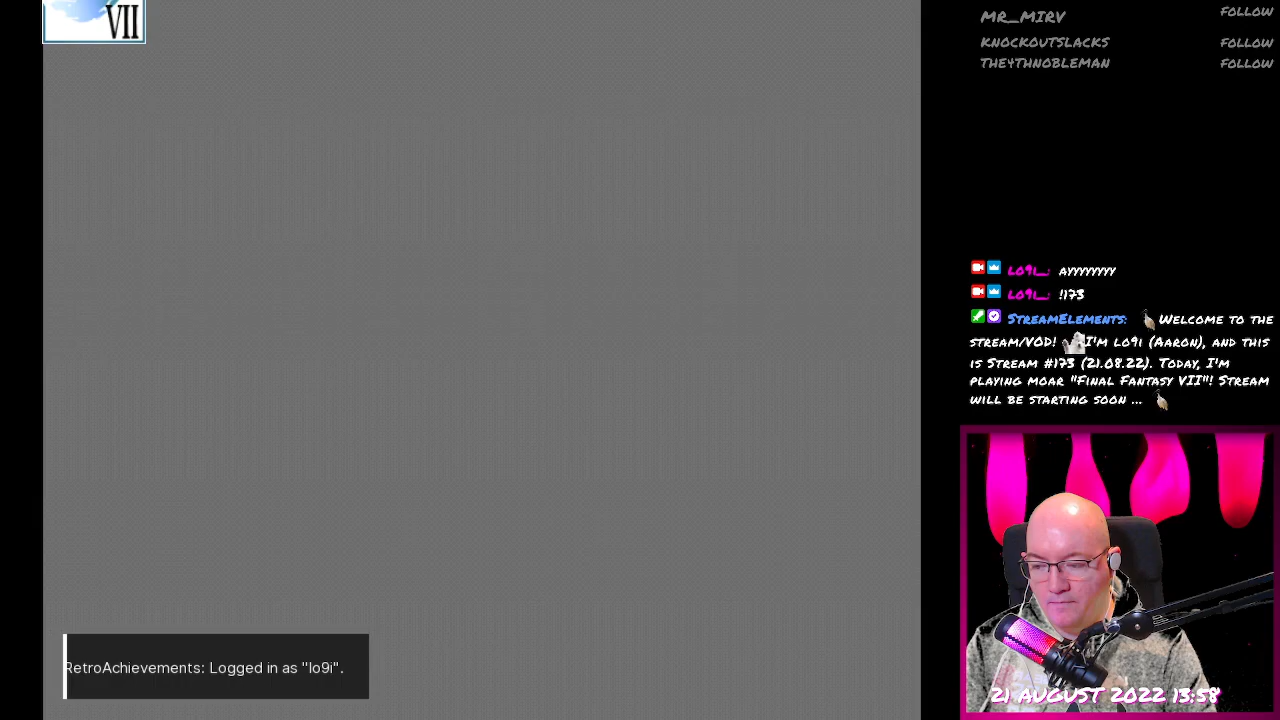 VII
MR_MIRV FOLLOW
KNOCKOUTSLACKS FOLLOW
THE4THNOBLEMAN FOLLOW
LO9I_: AYYYYYYYY
LO9I_: !173
STREAMELEMENTS: WELCOME TO THE
STREAM/VOD! I'M LO9I (AARON), AND THIS
IS STREAM #173 (21.08.22). TODAY, I'M
PLAYING MOAR "FINAL FANTASY VII"! STREAM
WILL BE STARTING SOON ...
RetroAchievements: Logged in as "lo9i".
21 AUGUST 2022 13:58